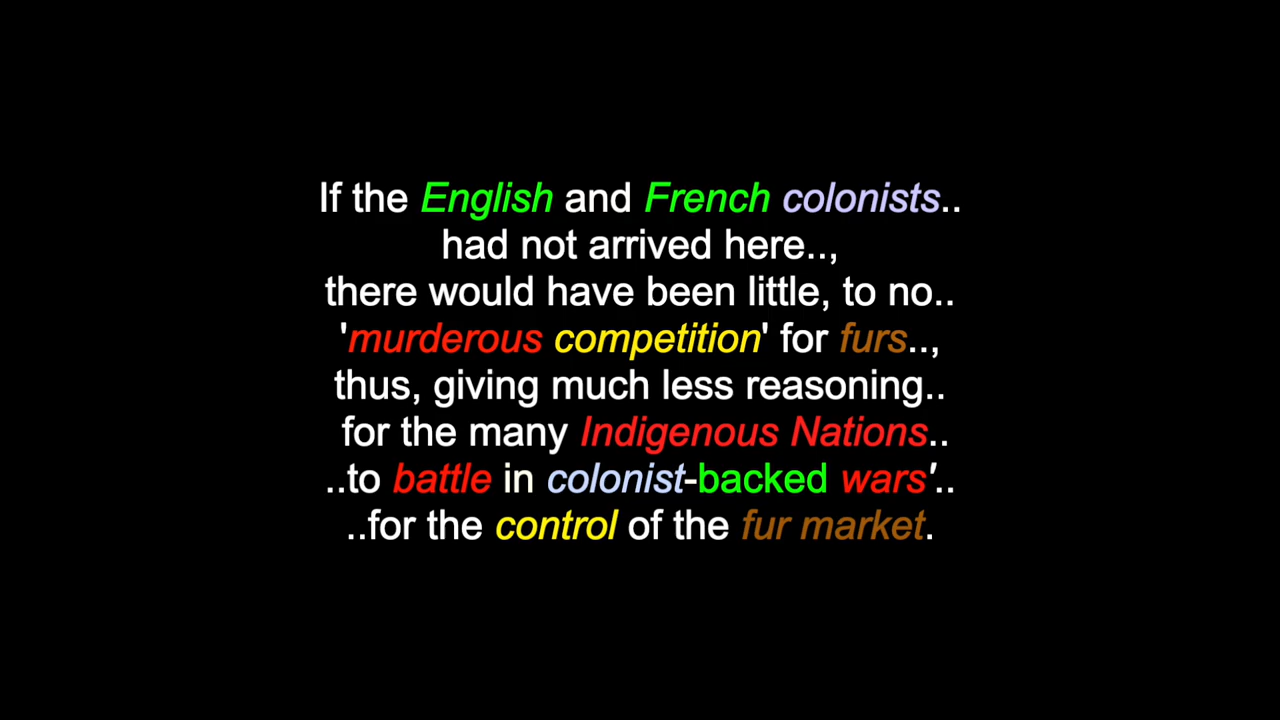 If the English and French colonists..
had not arrived here..,
there would have been little, to no..
'murderous competition' for furs..,
thus, giving much less reasoning..
for the many Indigenous Nations..
..to battle in colonist-backed wars'..
..for the control of the fur market.